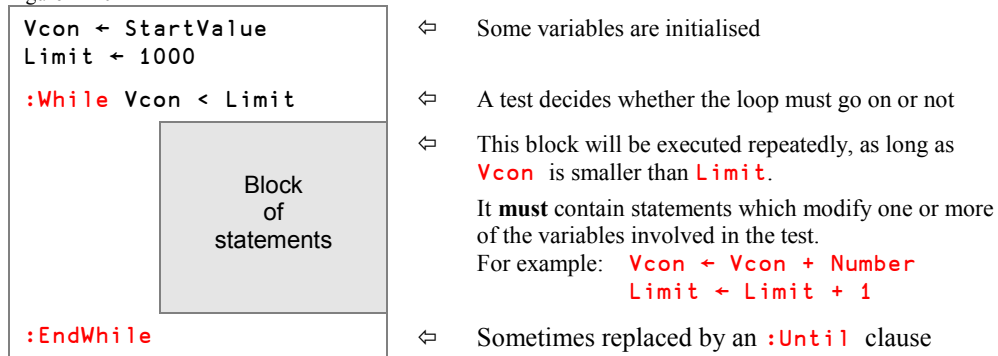 Vcon ← StartValue ⇦ Some variables are initialised
Limit ← 1000
:While Vcon < Limit ⇦ A test decides whether the loop must go on or not
⇦ This block will be executed repeatedly, as long as
Vcon is smaller than Limit.
Block
of
statements
It must contain statements which modify one or more
of the variables involved in the test.
For example: Vcon ← Vcon + Number
Limit ← Limit + 1
:EndWhile ⇦ Sometimes replaced by an :Until clause